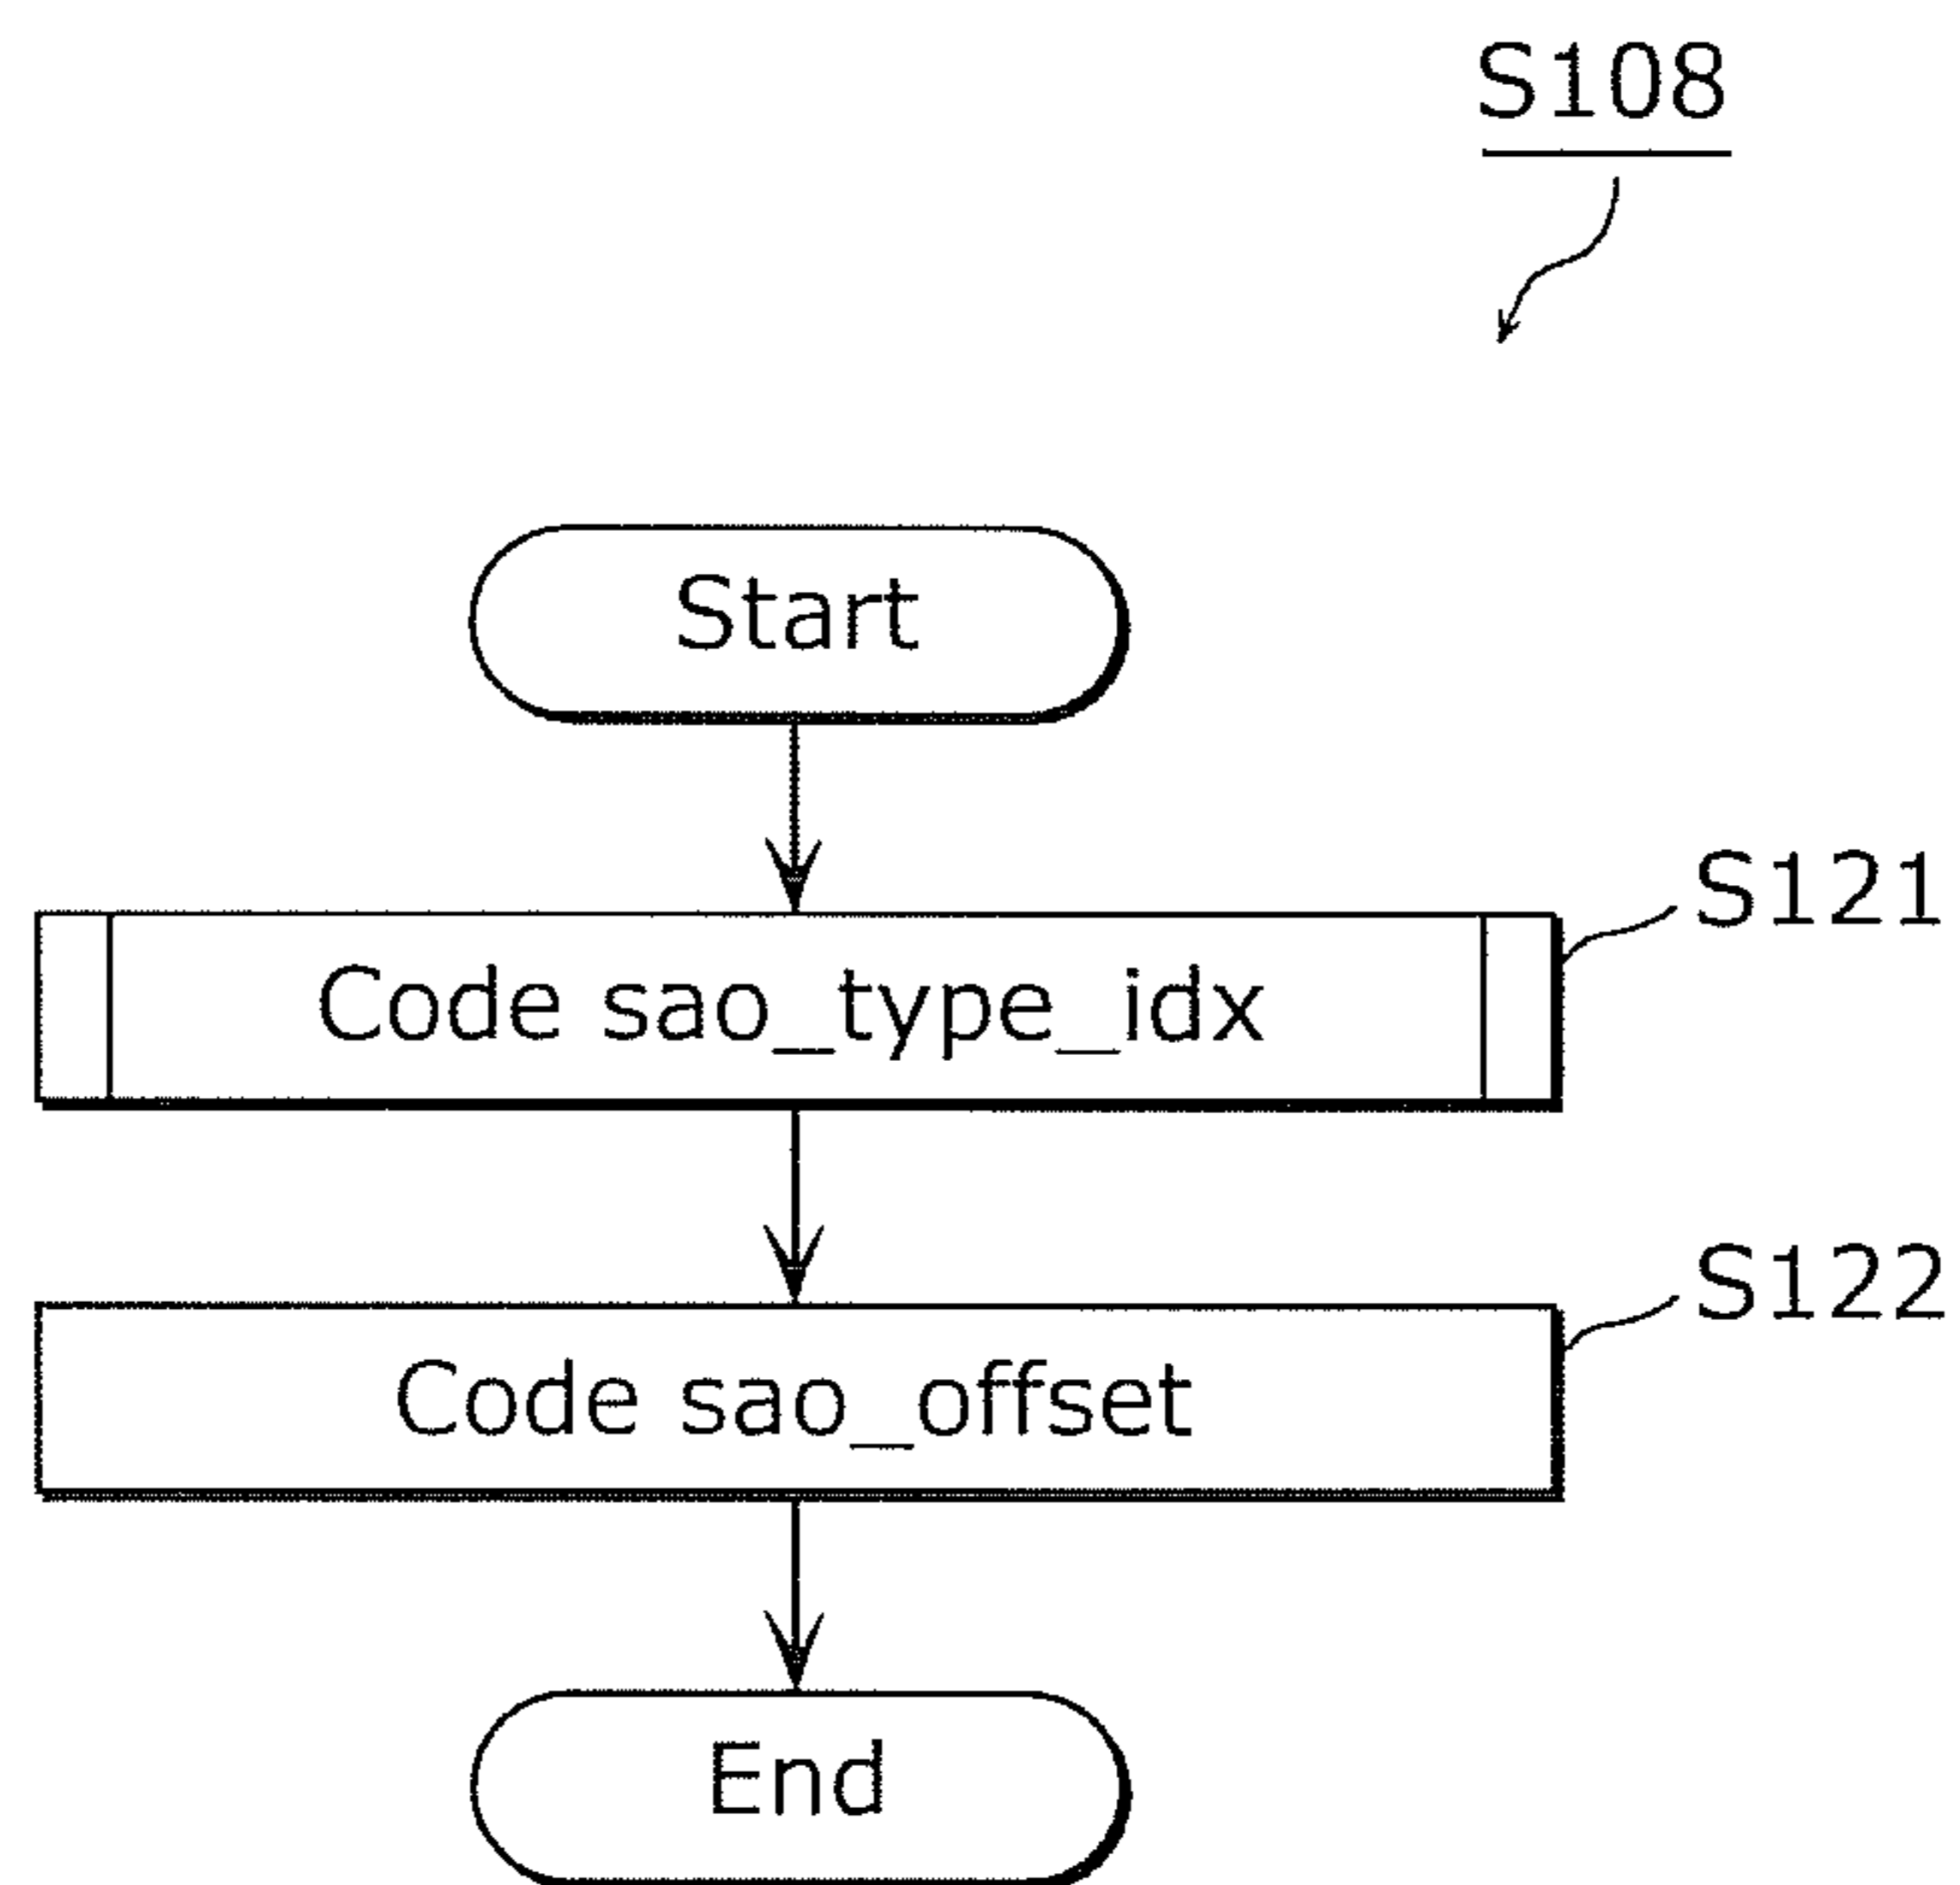 S108
Start
S121
Code sao_type_idx
S122
Code sao_offset
End